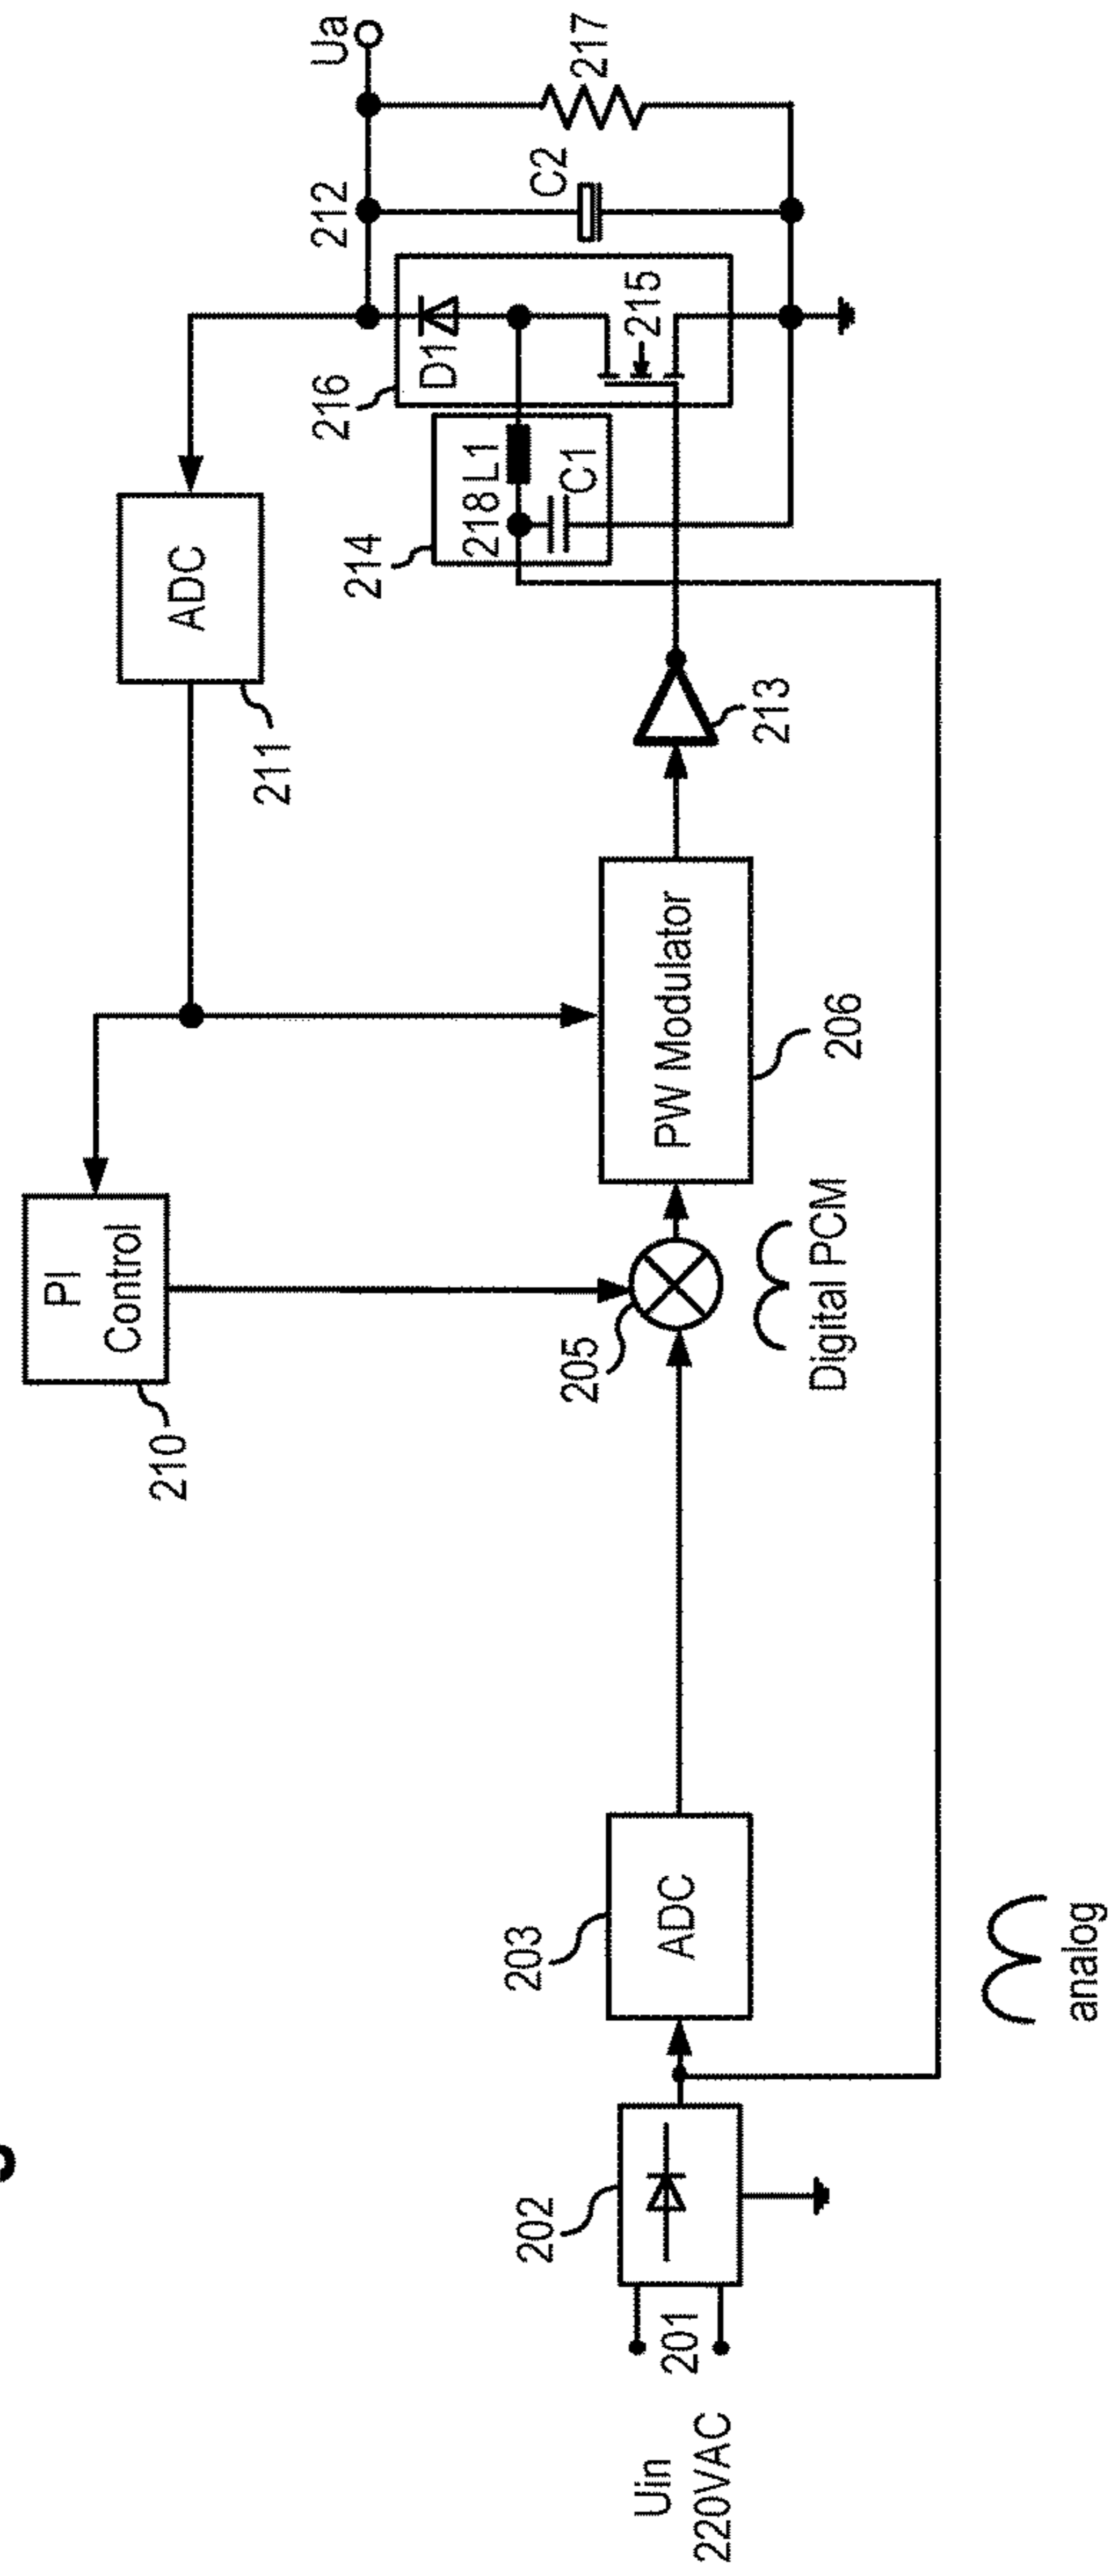 Uin
220VAC
201
202
203
ADC
analog
205
Digital PCM
210
PI
Control
PW Modulator
206
211
ADC
213
214
218
L1
C1
216
D1
215
212
C2
217
Ua